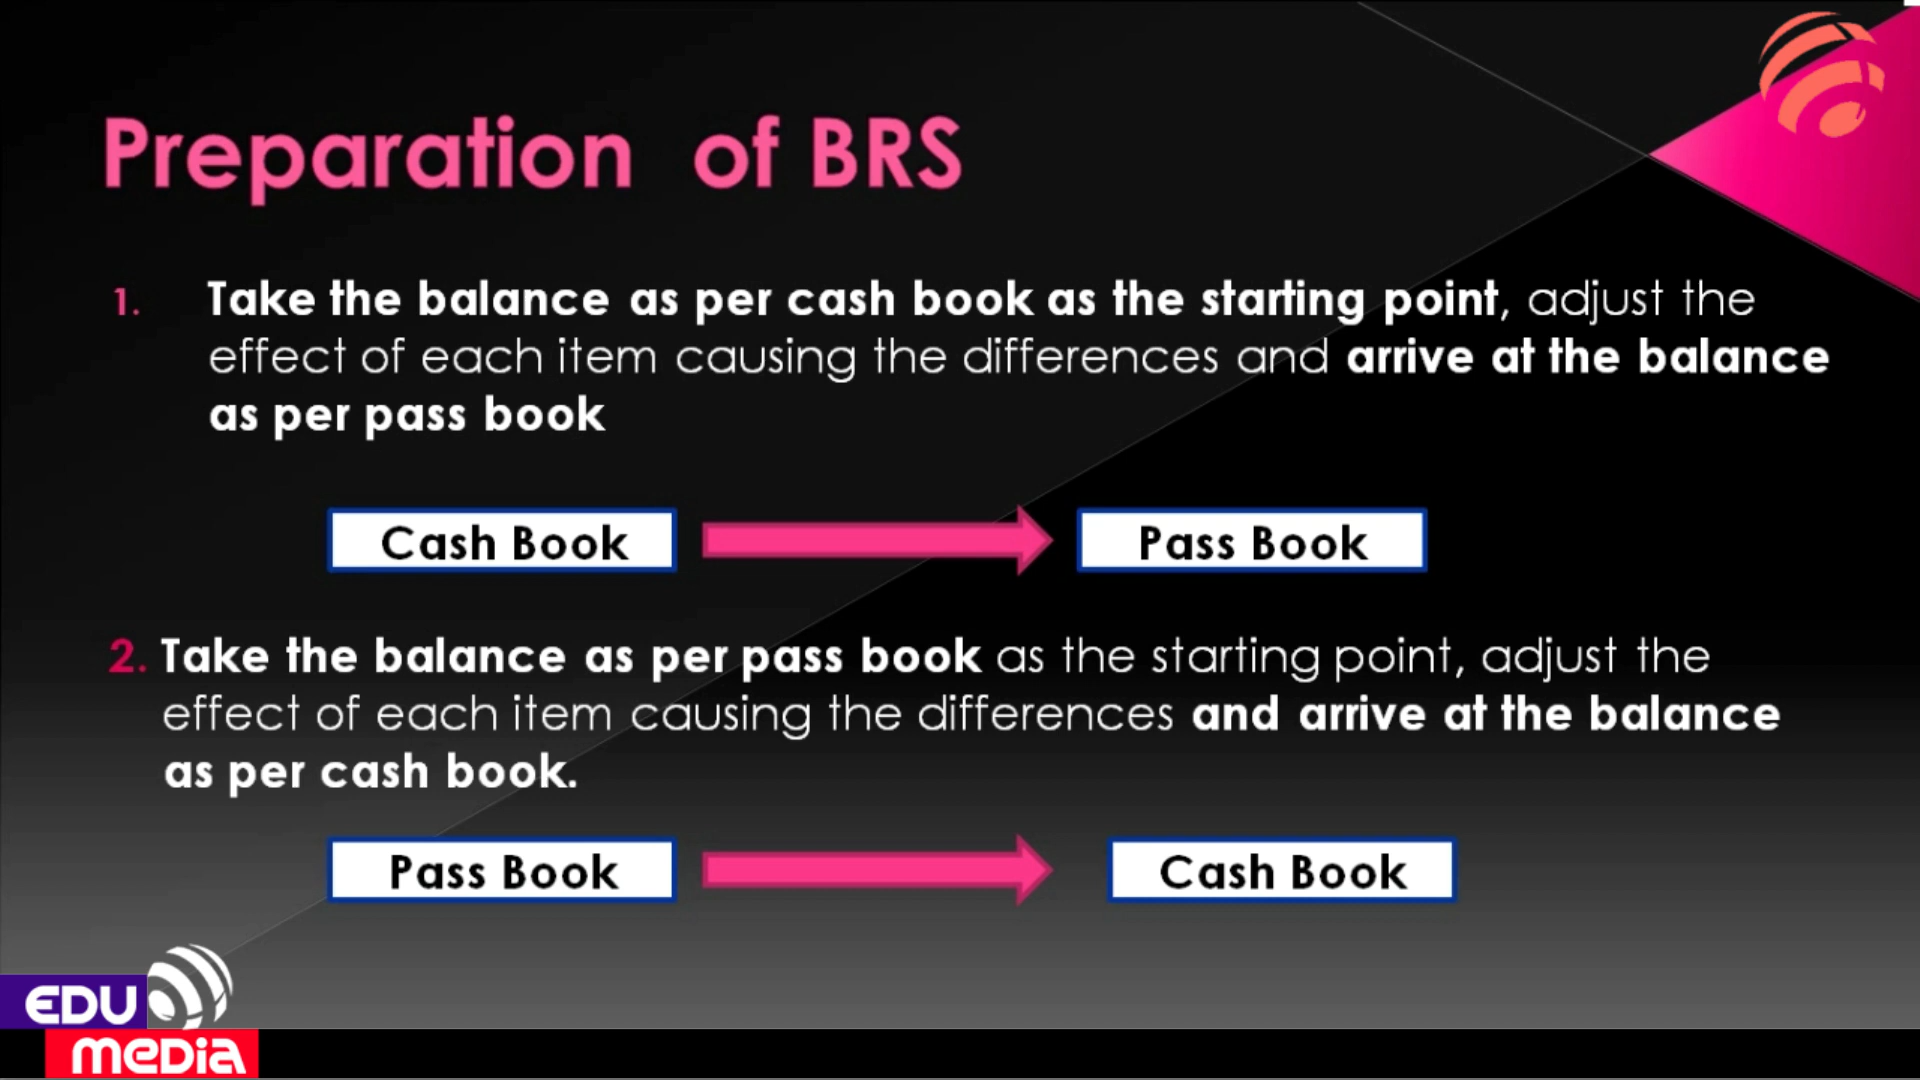 Preparation of BRS
1. Take the balance as per cash book as the starting point, adjust the
effect of each item causing the differences and arrive at the balance
as per pass book
Cash Book Pass Book
2. Take the balance as per pass book as the starting point, adjust the
effect of each item causing the differences and arrive at the balance
as per cash book.
Pass Book Cash Book
EDU
meDia